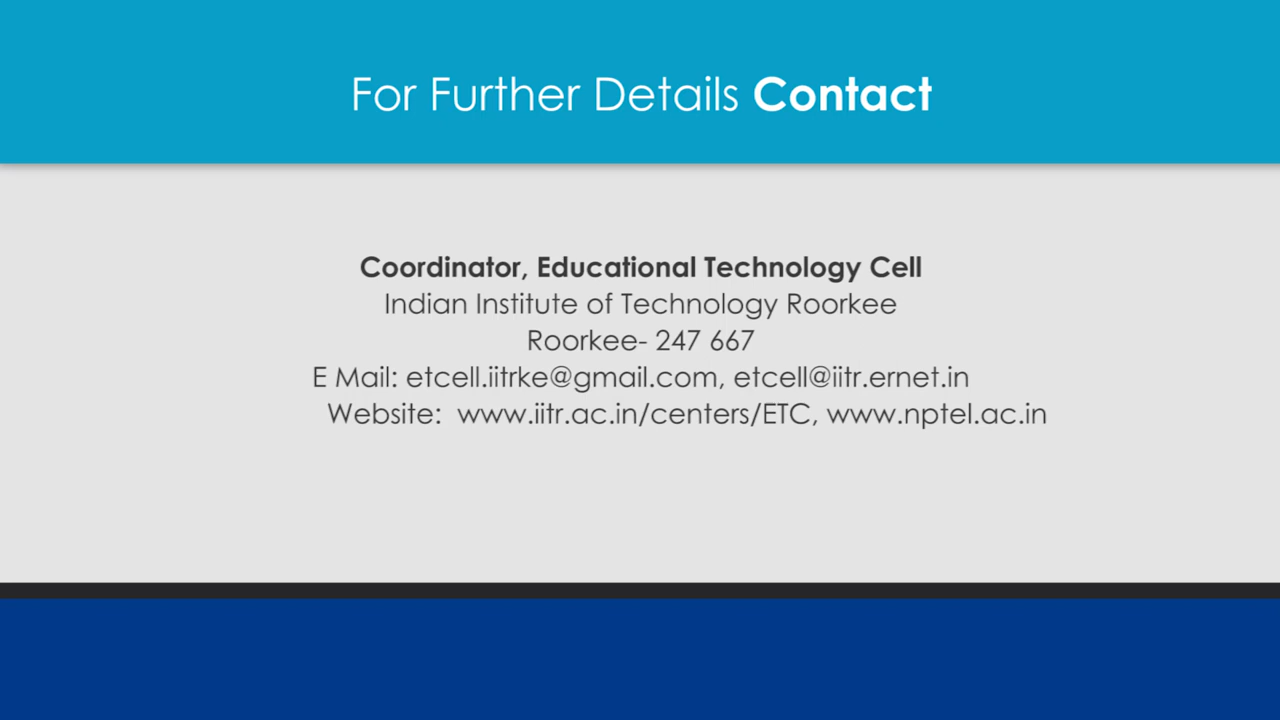 For Further Details Contact
Coordinator, Educational Technology Cell
Indian Institute of Technology Roorkee
Roorkee- 247 667
E Mail: etcell.iitrke@gmail.com, etcell@iitr.ernet.in
Website: www.iitr.ac.in/centers/ETC, www.nptel.ac.in